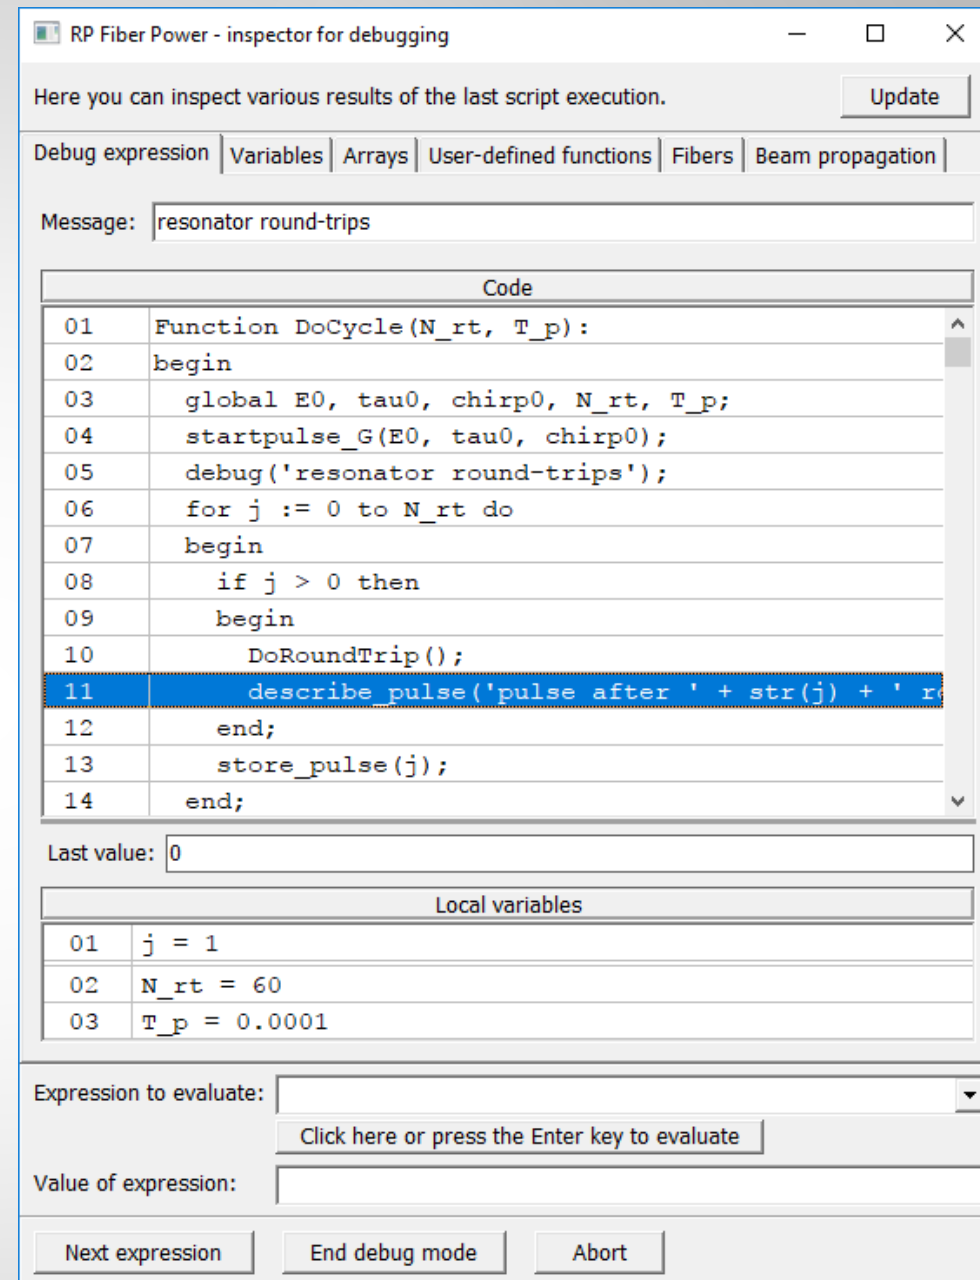 RP Fiber Power - inspector for debugging
Here you can inspect various results of the last script execution. Update
Debug expression Variables Arrays User-defined functions Fibers Beam propagation
Message: resonator round-trips
Code
01 Function DoCycle(N_rt, T_p):
02 begin
03 global E0, tau0, chirp0, N_rt, T_p;
04 startpulse_G(E0, tau0, chirp0);
05 debug('resonator round-trips');
06 for j := 0 to N_rt do
07 begin
08 if j > 0 then
09 begin
10 DoRoundTrip();
11 describe_pulse('pulse after ' + str(j) + ' r
12 end;
13 store_pulse(j);
14 end;
Last value: 0
Local variables
01 j = 1
02 N_rt = 60
03 T_p = 0.0001
Expression to evaluate:
Click here or press the Enter key to evaluate
Value of expression:
Next expression End debug mode Abort